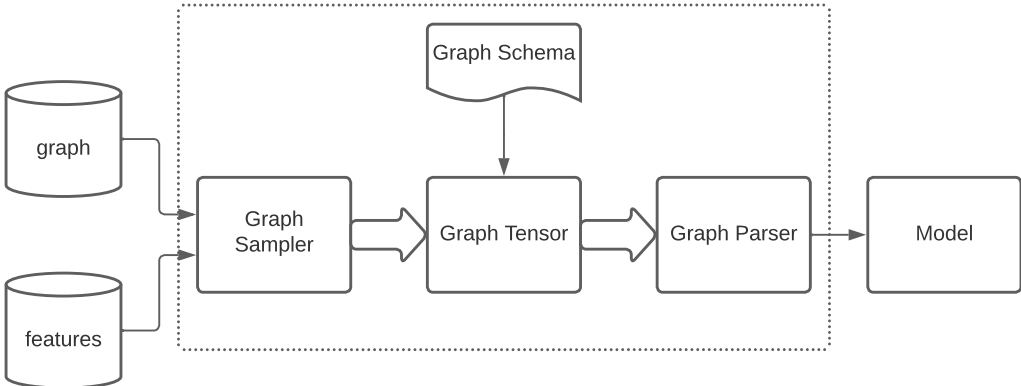 Graph Schema
graph
Graph
Sampler
Graph Tensor
Graph Parser
Model
features